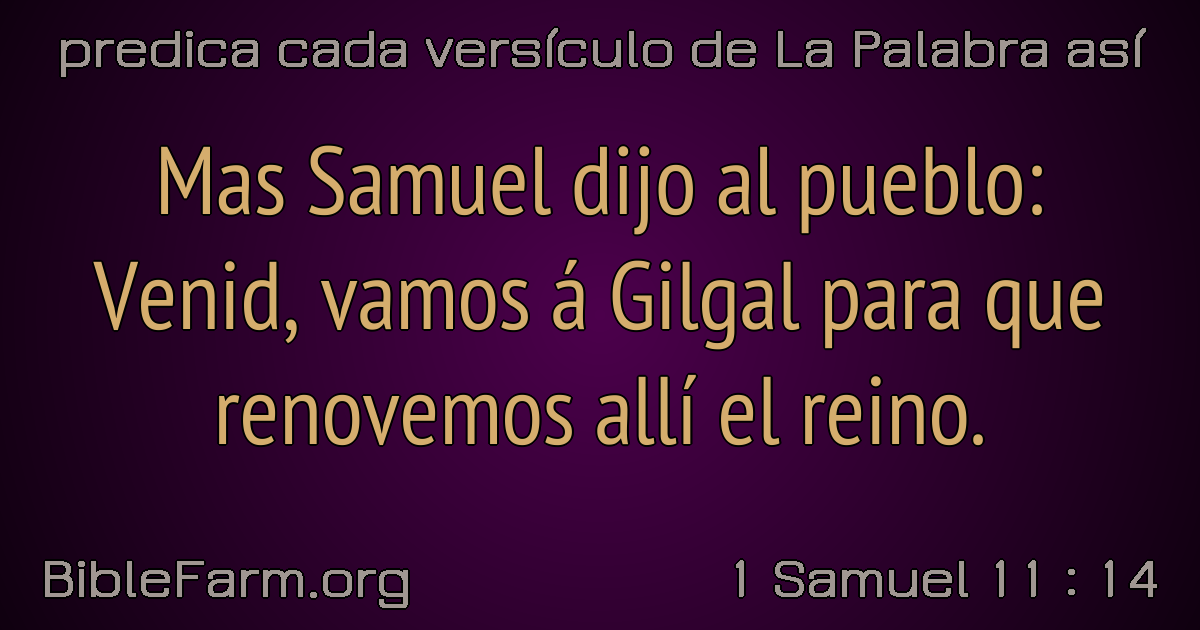 predica cada versículo de La Palabra así
Mas Samuel dijo al pueblo:
Venid, vamos á Gilgal para que
renovemos allí el reino.
BibleFarm.org
1 Samuel 11 : 14